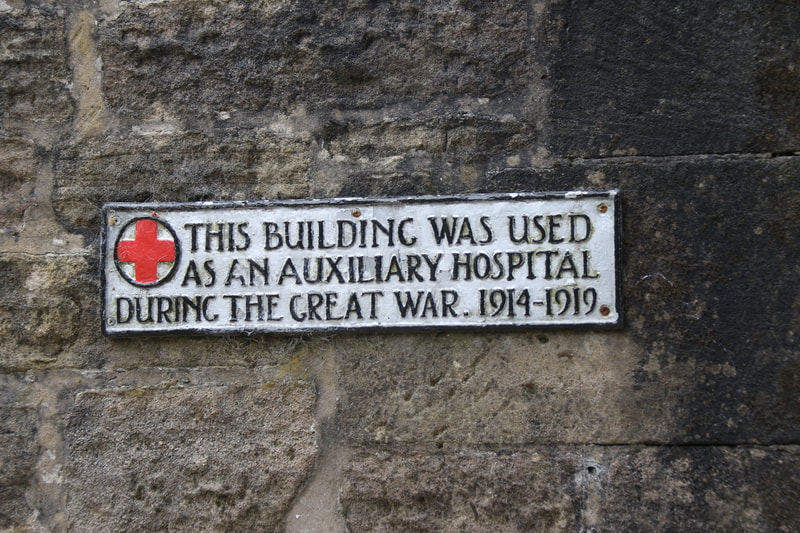 THIS BUILDING WAS USED
AS AN AUXILIARY HOSPITAL
DURING THE GREAT WAR. 1914-1919